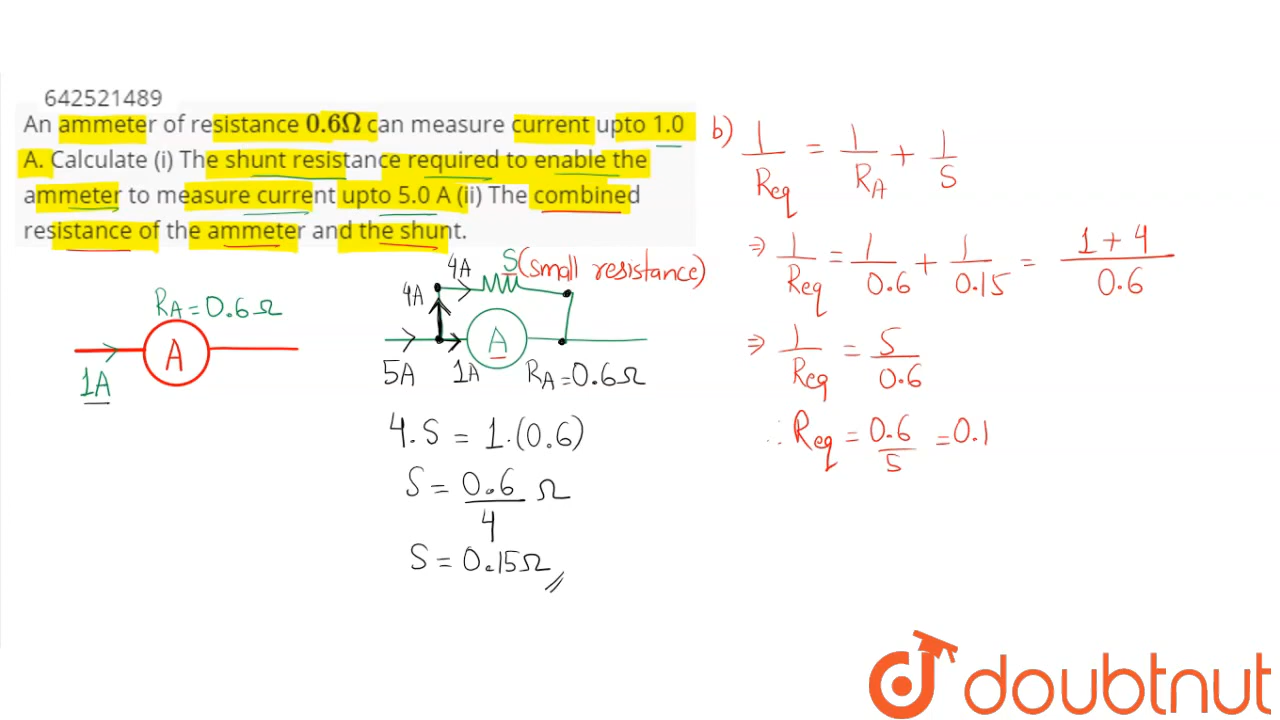 642521489
An ammeter of resistance 0.6Ω can measure current upto 1.0
A. Calculate (i) The shunt resistance required to enable the
ammeter to measure current upto 5.0 A (ii) The combined
resistance of the ammeter and the shunt.
R_A = 0.6Ω
A
1A
4A
S (small resistance)
4A
A
5A
1A
R_A = 0.6Ω
4.S = 1.(0.6)
S = 0.6/4 Ω
S = 0.15Ω
b) 1/Req = 1/R_A + 1/S
⇒ 1/Req = 1/0.6 + 1/0.15 = 1+4/0.6
⇒ 1/Req = 5/0.6
∴ Req = 0.6/5 = 0.1
doubtnut